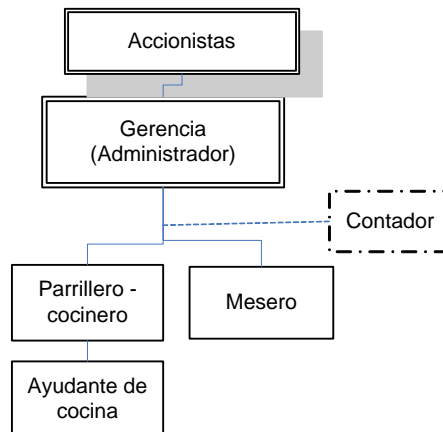 Accionistas
Gerencia
(Administrador)
Contador
Parrillero -
cocinero
Mesero
Ayudante de
cocina